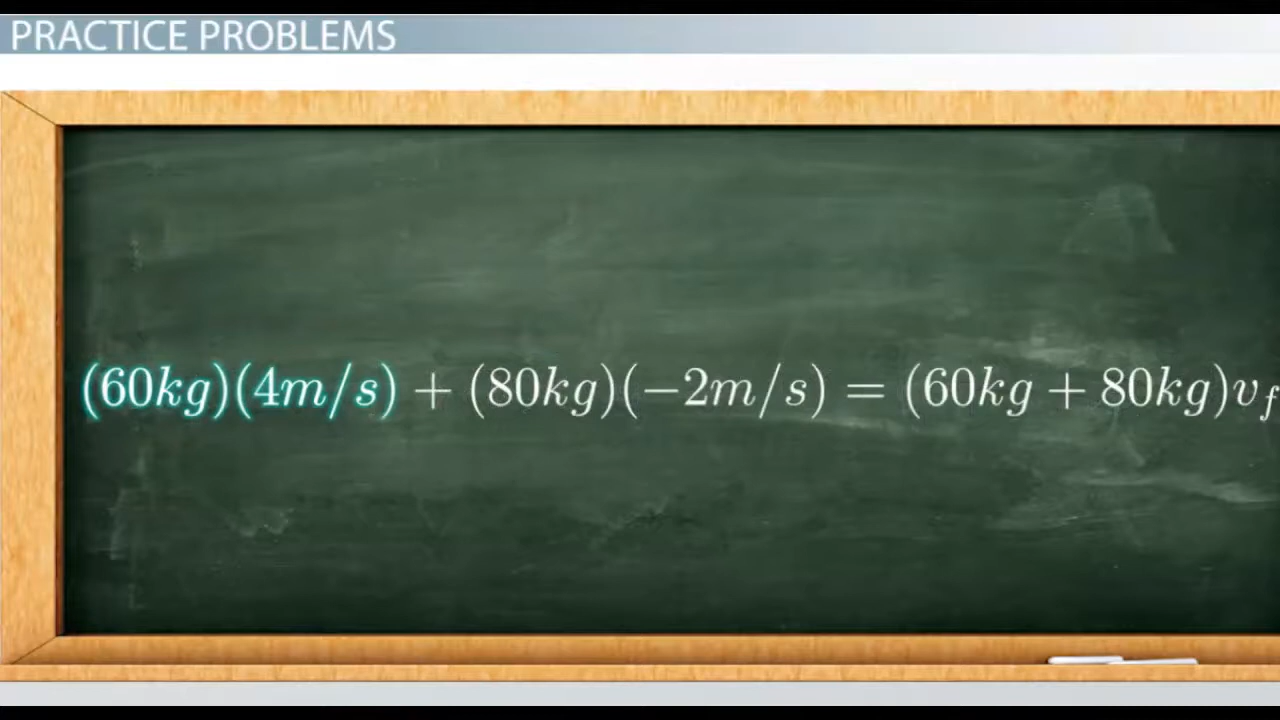 PRACTICE PROBLEMS
(60kg)(4m/s) + (80kg)(−2m/s) = (60kg + 80kg)v_f